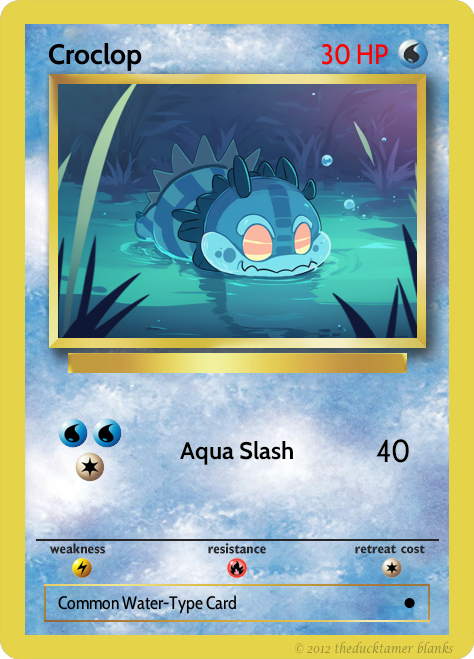 Croclop 30 HP
Aqua Slash 40
weakness resistance retreat cost
Common Water-Type Card
© 2012 theducktamer blanks